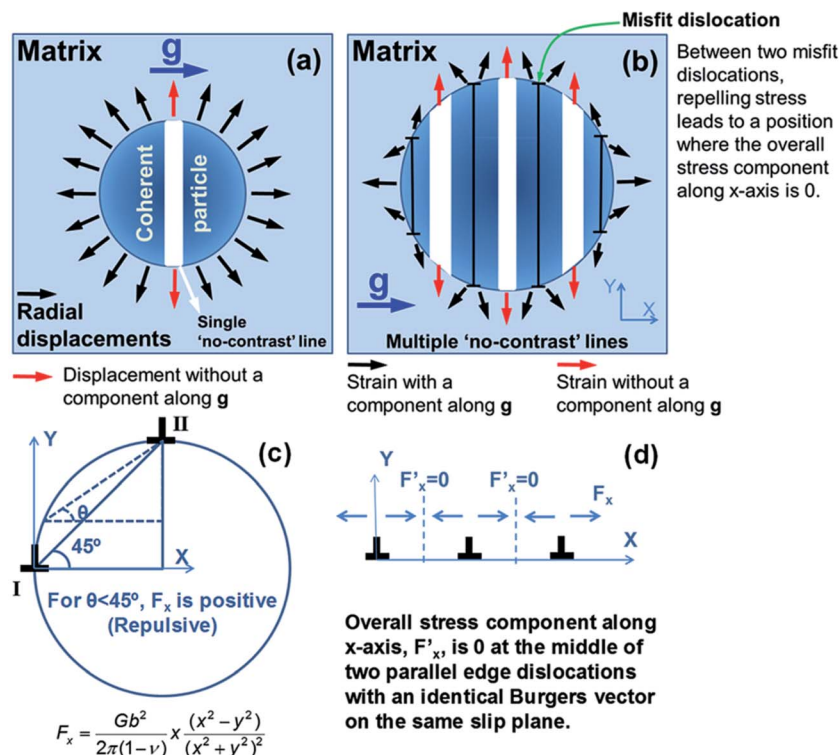 Matrix
g
(a)
Coherent
particle
Radial
displacements
Single
'no-contrast' line
Displacement without a
component along g
Matrix
(b)
g
Y
X
Multiple 'no-contrast' lines
Strain with a
component along g
Strain without a
component along g
Misfit dislocation
Between two misfit
dislocations,
repelling stress
leads to a position
where the overall
stress component
along x-axis is 0.
II
Y
(c)
θ
45º
X
I
For θ<45º, Fx is positive
(Repulsive)
Fx = Gb²/2π(1−ν) x (x²−y²)/(x²+y²)²
(d)
Y
F'x=0
F'x=0
Fx
X
Overall stress component along
x-axis, F'x, is 0 at the middle of
two parallel edge dislocations
with an identical Burgers vector
on the same slip plane.